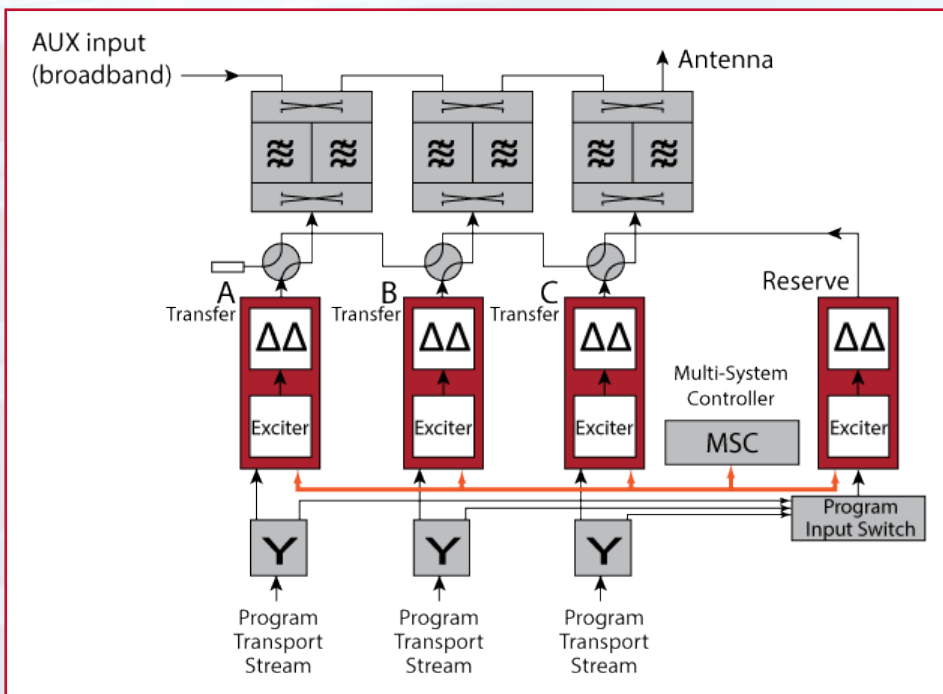 AUX input
(broadband)
Antenna
A
Transfer
B
Transfer
C
Transfer
Reserve
ΔΔ
ΔΔ
ΔΔ
ΔΔ
Multi-System
Controller
MSC
Exciter
Exciter
Exciter
Exciter
Program
Input Switch
Y
Y
Y
Program
Transport
Stream
Program
Transport
Stream
Program
Transport
Stream